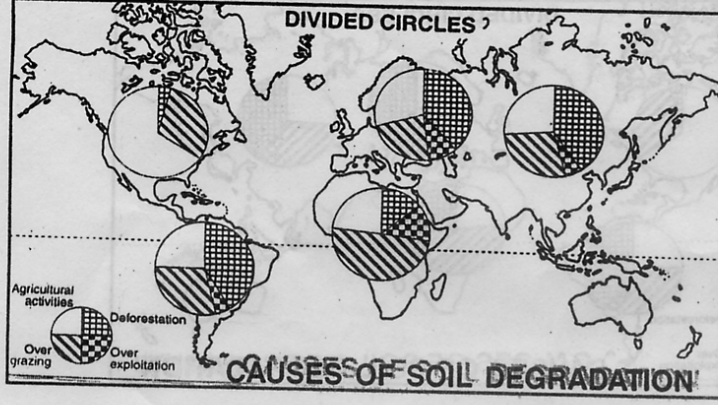 DIVIDED CIRCLES
Agricultural
activities
Deforestation
Over
grazing
Over
exploitation
CAUSES OF SOIL DEGRADATION